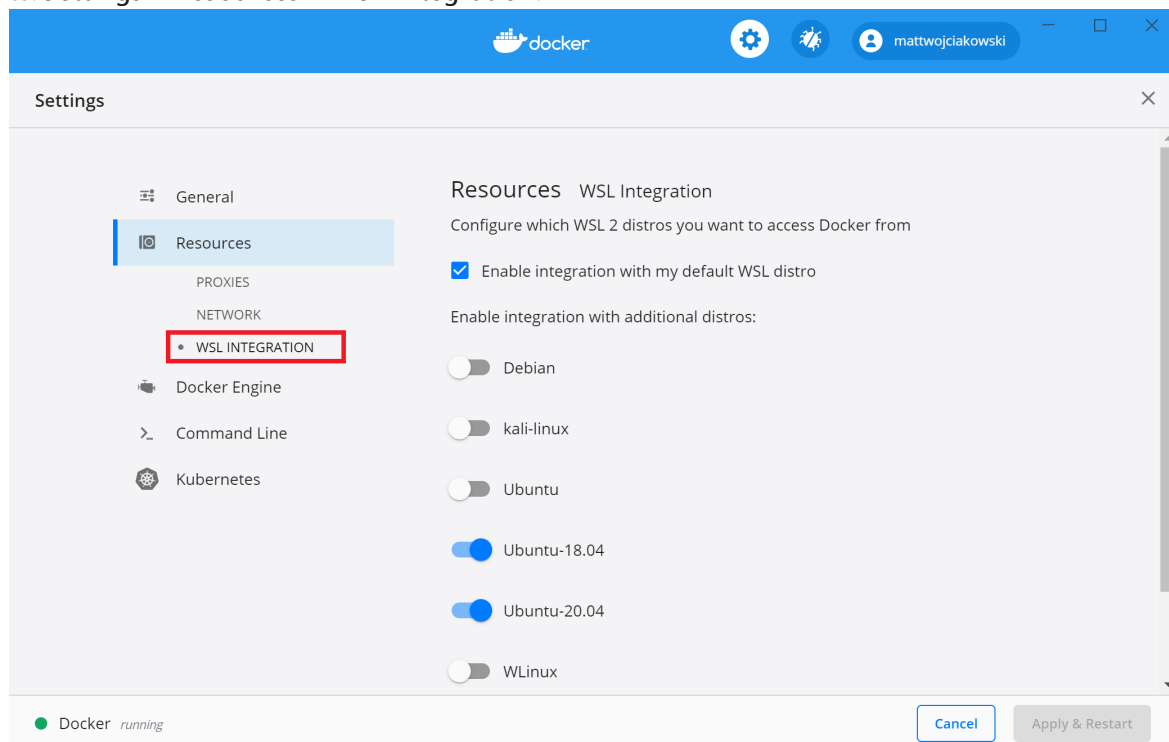 docker
mattwojciakowski
Settings
General
Resources
PROXIES
NETWORK
WSL INTEGRATION
Docker Engine
Command Line
Kubernetes
Resources WSL Integration
Configure which WSL 2 distros you want to access Docker from
Enable integration with my default WSL distro
Enable integration with additional distros:
Debian
kali-linux
Ubuntu
Ubuntu-18.04
Ubuntu-20.04
WLinux
Docker running
Cancel
Apply & Restart